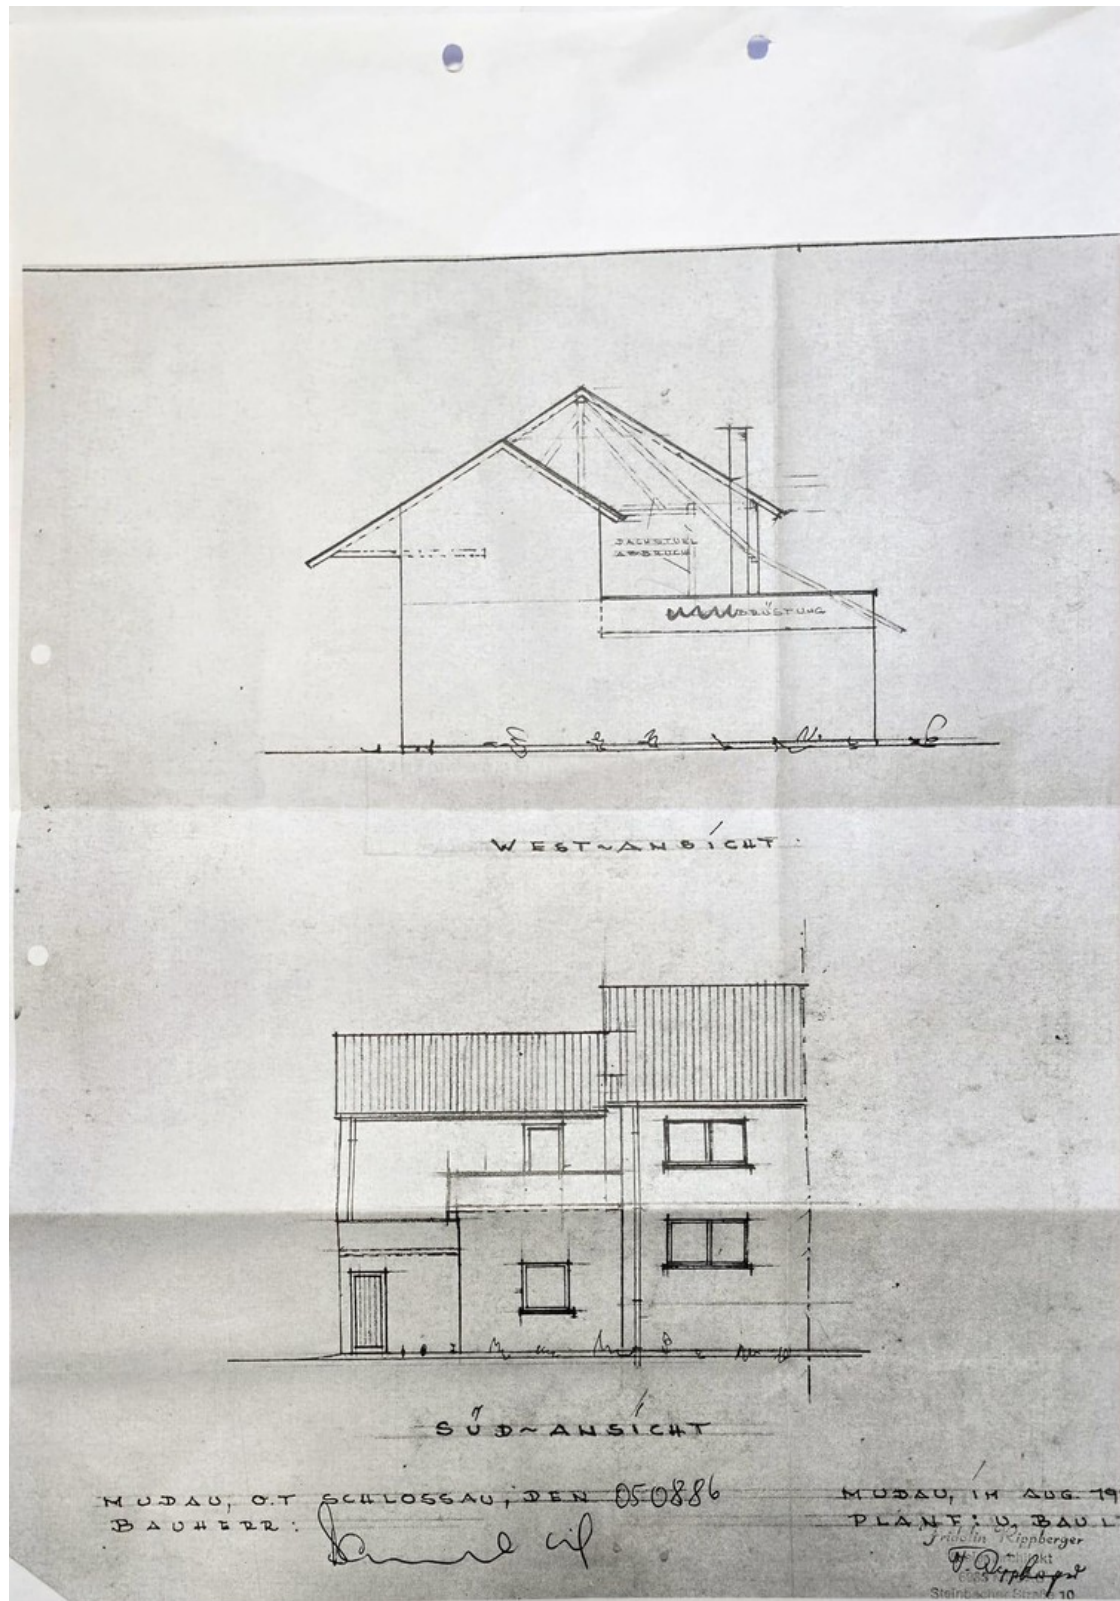 DACHSTUHL
ABBRUCH
BRÜSTUNG
WEST~ANSICHT
SÜD~ANSICHT
MUDAU, O.T SCHLOSSAU, DEN 050886
BAUHERR:
MUDAU, IM AUG. 19
PLANF: U. BAUL
Fridolin Rippberger
Steinbacher Straße 10